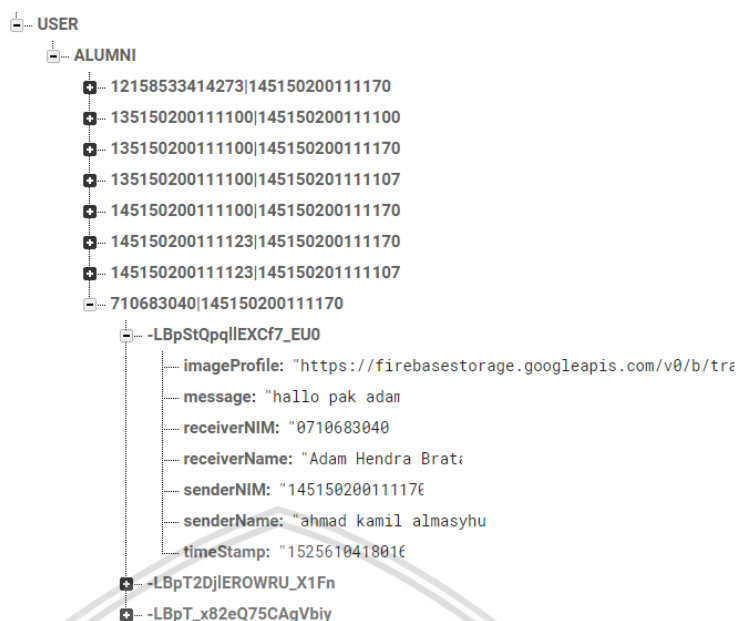 USER
ALUMNI
12158533414273|145150200111170
135150200111100|145150200111100
135150200111100|145150200111170
135150200111100|145150201111107
145150200111100|145150200111170
145150200111123|145150200111170
145150200111123|145150201111107
710683040|145150200111170
-LBpStQpqllEXCf7_EU0
imageProfile: "https://firebasestorage.googleapis.com/v0/b/tra
message: "hallo pak adam
receiverNIM: "0710683040
receiverName: "Adam Hendra Brata
senderNIM: "145150200111170
senderName: "ahmad kamil almasyhu
timeStamp: "1525610418016
-LBpT2DjlEROWRU_X1Fn
-LBpT_x82eQ75CAgVbiy